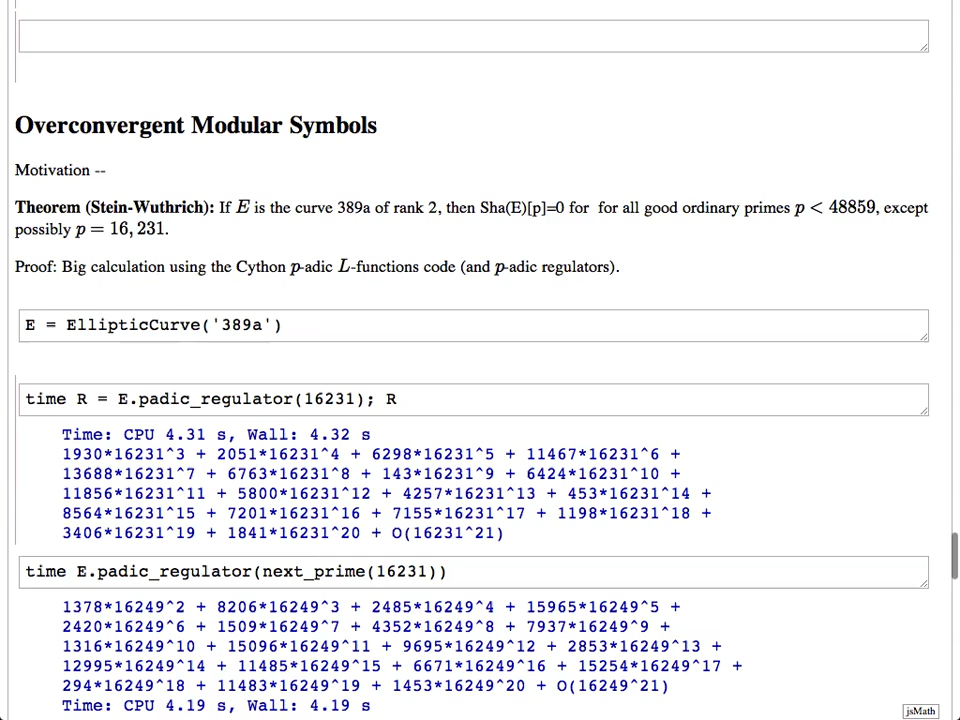 Overconvergent Modular Symbols
Motivation --
Theorem (Stein-Wuthrich): If E is the curve 389a of rank 2, then Sha(E)[p]=0 for  for all good ordinary primes p < 48859, except
possibly p = 16, 231.
Proof: Big calculation using the Cython p-adic L-functions code (and p-adic regulators).
E = EllipticCurve('389a')
time R = E.padic_regulator(16231); R
Time: CPU 4.31 s, Wall: 4.32 s
1930*16231^3 + 2051*16231^4 + 6298*16231^5 + 11467*16231^6 +
13688*16231^7 + 6763*16231^8 + 143*16231^9 + 6424*16231^10 +
11856*16231^11 + 5800*16231^12 + 4257*16231^13 + 453*16231^14 +
8564*16231^15 + 7201*16231^16 + 7155*16231^17 + 1198*16231^18 +
3406*16231^19 + 1841*16231^20 + O(16231^21)
time E.padic_regulator(next_prime(16231))
1378*16249^2 + 8206*16249^3 + 2485*16249^4 + 15965*16249^5 +
2420*16249^6 + 1509*16249^7 + 4352*16249^8 + 7937*16249^9 +
1316*16249^10 + 15096*16249^11 + 9695*16249^12 + 2853*16249^13 +
12995*16249^14 + 11485*16249^15 + 6671*16249^16 + 15254*16249^17 +
294*16249^18 + 11483*16249^19 + 1453*16249^20 + O(16249^21)
Time: CPU 4.19 s, Wall: 4.19 s
jsMath